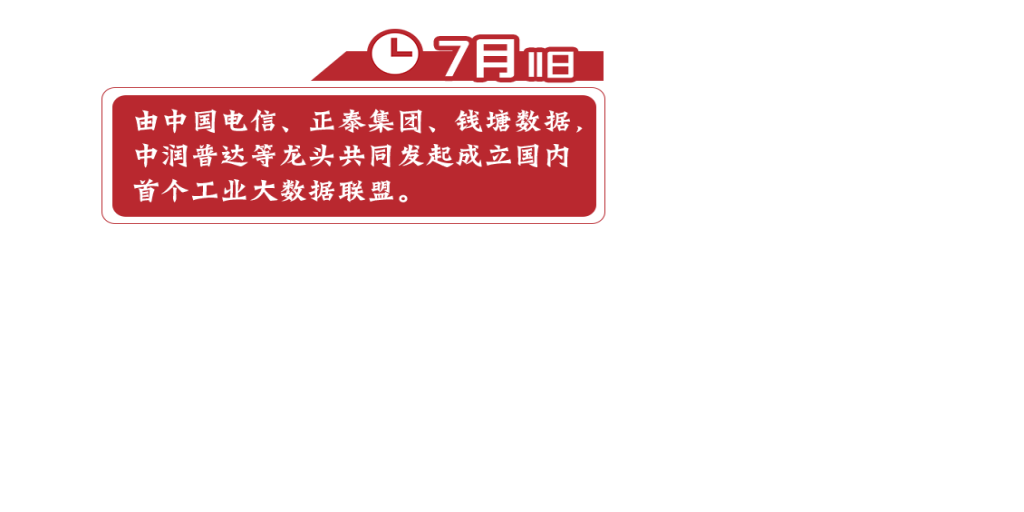 7月11日
由中国电信、正泰集团、钱塘数据,
中润普达等龙头共同发起成立国内
首个工业大数据联盟。